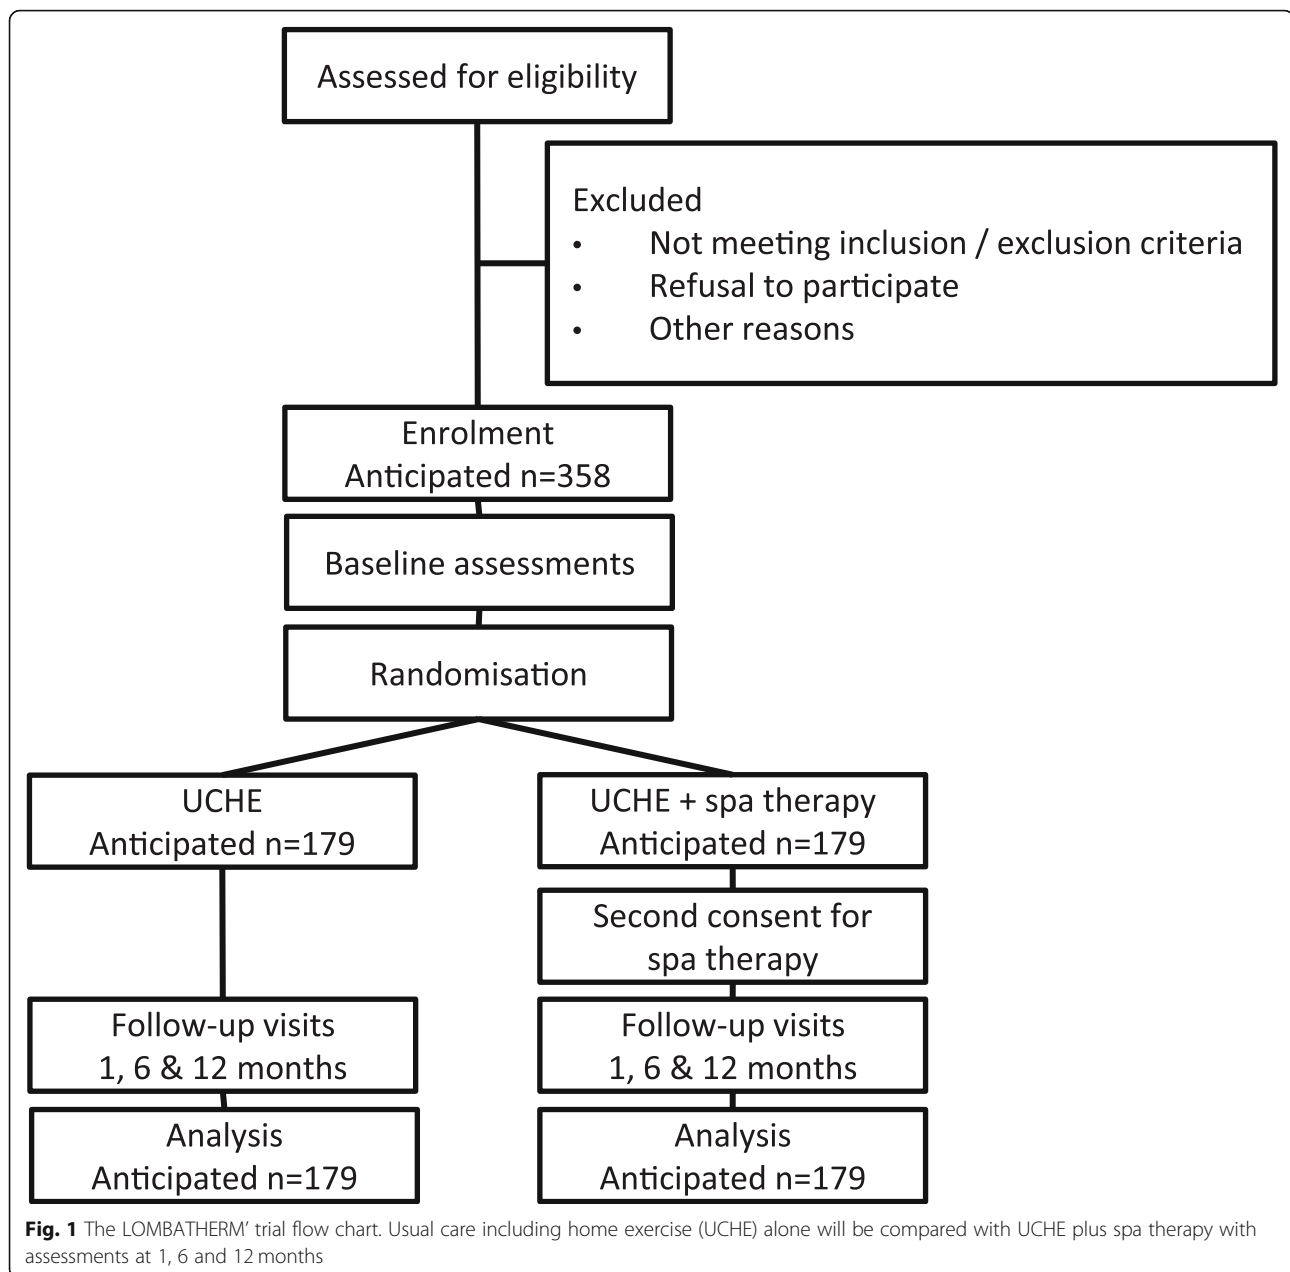 Assessed for eligibility
Excluded
• Not meeting inclusion / exclusion criteria
• Refusal to participate
• Other reasons
Enrolment
Anticipated n=358
Baseline assessments
Randomisation
UCHE
Anticipated n=179
UCHE + spa therapy
Anticipated n=179
Second consent for
spa therapy
Follow-up visits
1, 6 & 12 months
Follow-up visits
1, 6 & 12 months
Analysis
Anticipated n=179
Analysis
Anticipated n=179
Fig. 1 The LOMBATHERM’ trial flow chart. Usual care including home exercise (UCHE) alone will be compared with UCHE plus spa therapy with
assessments at 1, 6 and 12 months